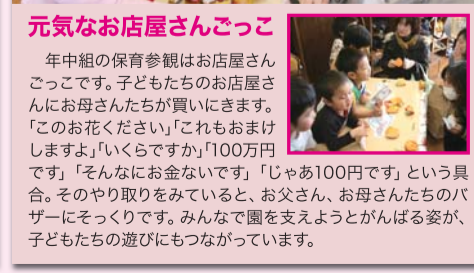 元気なお店屋さんごっこ
年中組の保育参観はお店屋さん
ごっこです。子どもたちのお店屋さ
んにお母さんたちが買いにきます。
「このお花ください」「これもおまけ
しますよ」「いくらですか」「100万円
です」「そんなにお金ないです」「じゃあ100円です」という具
合。そのやり取りをみていると、お父さん、お母さんたちのバ
ザーにそっくりです。みんなで園を支えようとがんばる姿が、
子どもたちの遊びにもつながっています。